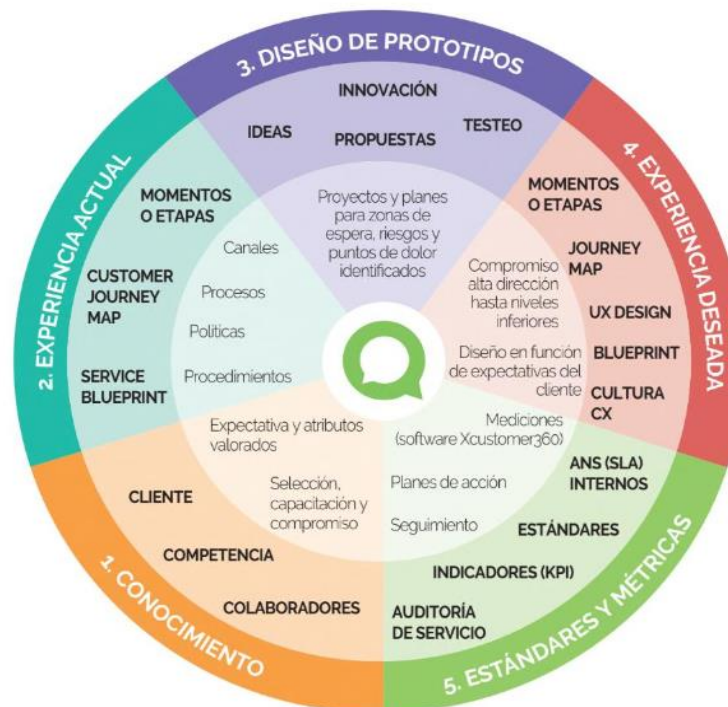 1. CONOCIMIENTO
CLIENTE
COMPETENCIA
COLABORADORES
Expectativa y atributos
valorados
Selección,
capacitación y
compromiso
2. EXPERIENCIA ACTUAL
MOMENTOS
O ETAPAS
CUSTOMER
JOURNEY
MAP
SERVICE
BLUEPRINT
Canales
Procesos
Políticas
Procedimientos
3. DISEÑO DE PROTOTIPOS
INNOVACIÓN
IDEAS
PROPUESTAS
TESTEO
Proyectos y planes
para zonas de
espera, riesgos y
puntos de dolor
identificados
4. EXPERIENCIA DESEADA
MOMENTOS
O ETAPAS
JOURNEY
MAP
UX DESIGN
BLUEPRINT
CULTURA
CX
Compromiso
alta dirección
hasta niveles
inferiores
Diseño en función
de expectativas del
cliente
5. ESTÁNDARES Y MÉTRICAS
ANS (SLA)
INTERNOS
ESTÁNDARES
INDICADORES (KPI)
AUDITORÍA
DE SERVICIO
Mediciones
(software Xcustomer360)
Planes de acción
Seguimiento